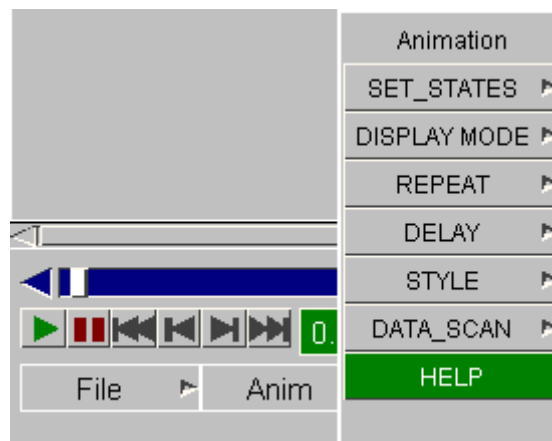 Animation
SET_STATES
DISPLAY MODE
REPEAT
DELAY
STYLE
DATA_SCAN
HELP
0.
File
Anim